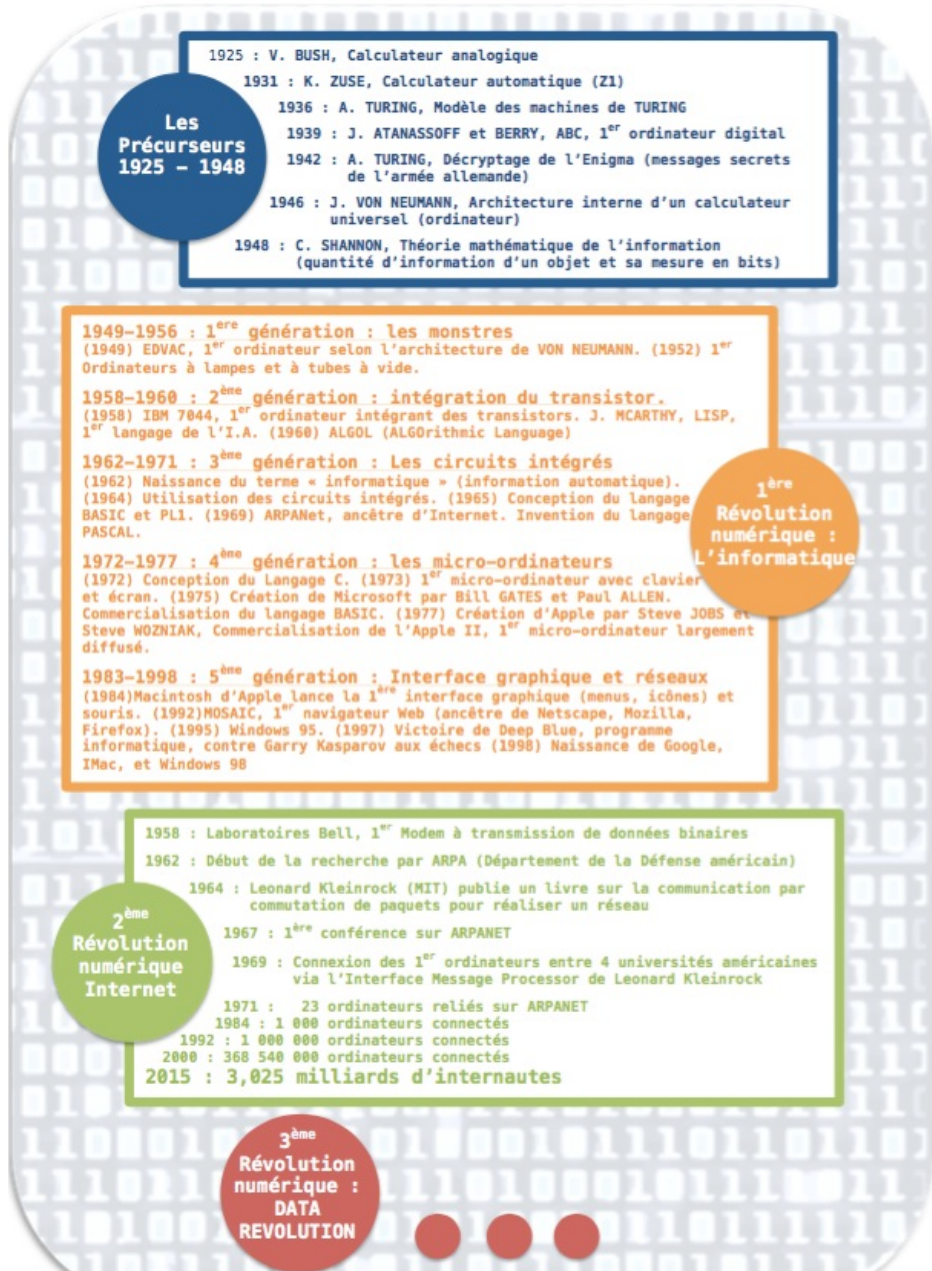 1925 : V. BUSH, Calculateur analogique
1931 : K. ZUSE, Calculateur automatique (Z1)
1936 : A. TURING, Modèle des machines de TURING
1939 : J. ATANASSOFF et BERRY, ABC, 1er ordinateur digital
1942 : A. TURING, Décryptage de l'Enigma (messages secrets
de l'armée allemande)
1946 : J. VON NEUMANN, Architecture interne d'un calculateur
universel (ordinateur)
1948 : C. SHANNON, Théorie mathématique de l'information
(quantité d'information d'un objet et sa mesure en bits)
Les
Précurseurs
1925 – 1948
1949–1956 : 1ere génération : les monstres
(1949) EDVAC, 1er ordinateur selon l'architecture de VON NEUMANN. (1952) 1er
Ordinateurs à lampes et à tubes à vide.
1958–1960 : 2ème génération : intégration du transistor.
(1958) IBM 7044, 1er ordinateur intégrant des transistors. J. MCARTHY, LISP,
1er langage de l'I.A. (1960) ALGOL (ALGOrithmic Language)
1962–1971 : 3ème génération : Les circuits intégrés
(1962) Naissance du terme « informatique » (information automatique).
(1964) Utilisation des circuits intégrés. (1965) Conception du langage
BASIC et PL1. (1969) ARPANet, ancêtre d'Internet. Invention du langage
PASCAL.
1972–1977 : 4ème génération : les micro-ordinateurs
(1972) Conception du Langage C. (1973) 1er micro-ordinateur avec clavier
et écran. (1975) Création de Microsoft par Bill GATES et Paul ALLEN.
Commercialisation du langage BASIC. (1977) Création d'Apple par Steve JOBS et
Steve WOZNIAK, Commercialisation de l'Apple II, 1er micro-ordinateur largement
diffusé.
1983–1998 : 5ème génération : Interface graphique et réseaux
(1984)Macintosh d'Apple lance la 1ère interface graphique (menus, icônes) et
souris. (1992)MOSAIC, 1er navigateur Web (ancêtre de Netscape, Mozilla,
Firefox). (1995) Windows 95. (1997) Victoire de Deep Blue, programme
informatique, contre Garry Kasparov aux échecs (1998) Naissance de Google,
IMac, et Windows 98
1ère
Révolution
numérique :
L'informatique
1958 : Laboratoires Bell, 1er Modem à transmission de données binaires
1962 : Début de la recherche par ARPA (Département de la Défense américain)
1964 : Leonard Kleinrock (MIT) publie un livre sur la communication par
commutation de paquets pour réaliser un réseau
1967 : 1ère conférence sur ARPANET
1969 : Connexion des 1er ordinateurs entre 4 universités américaines
via l'Interface Message Processor de Leonard Kleinrock
1971 : 23 ordinateurs reliés sur ARPANET
1984 : 1 000 ordinateurs connectés
1992 : 1 000 000 ordinateurs connectés
2000 : 368 540 000 ordinateurs connectés
2015 : 3,025 milliards d'internautes
2ème
Révolution
numérique
Internet
3ème
Révolution
numérique :
DATA
REVOLUTION